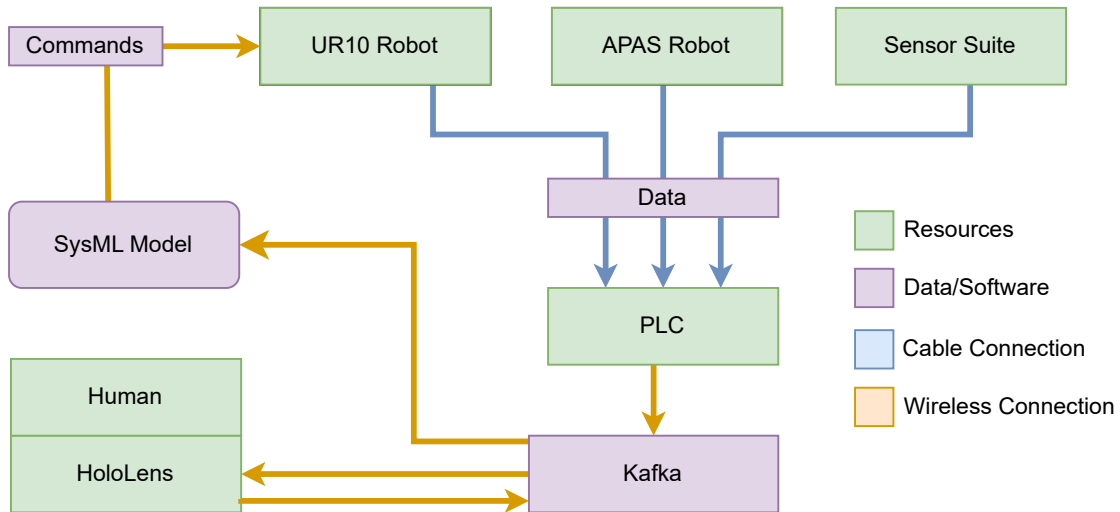 Commands
UR10 Robot
APAS Robot
Sensor Suite
Data
SysML Model
Resources
Data/Software
PLC
Cable Connection
Human
Wireless Connection
HoloLens
Kafka